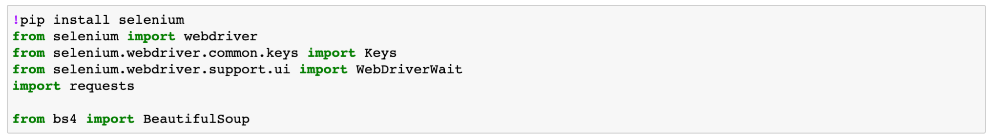 !pip install selenium
from selenium import webdriver
from selenium.webdriver.common.keys import Keys
from selenium.webdriver.support.ui import WebDriverWait
import requests
from bs4 import BeautifulSoup